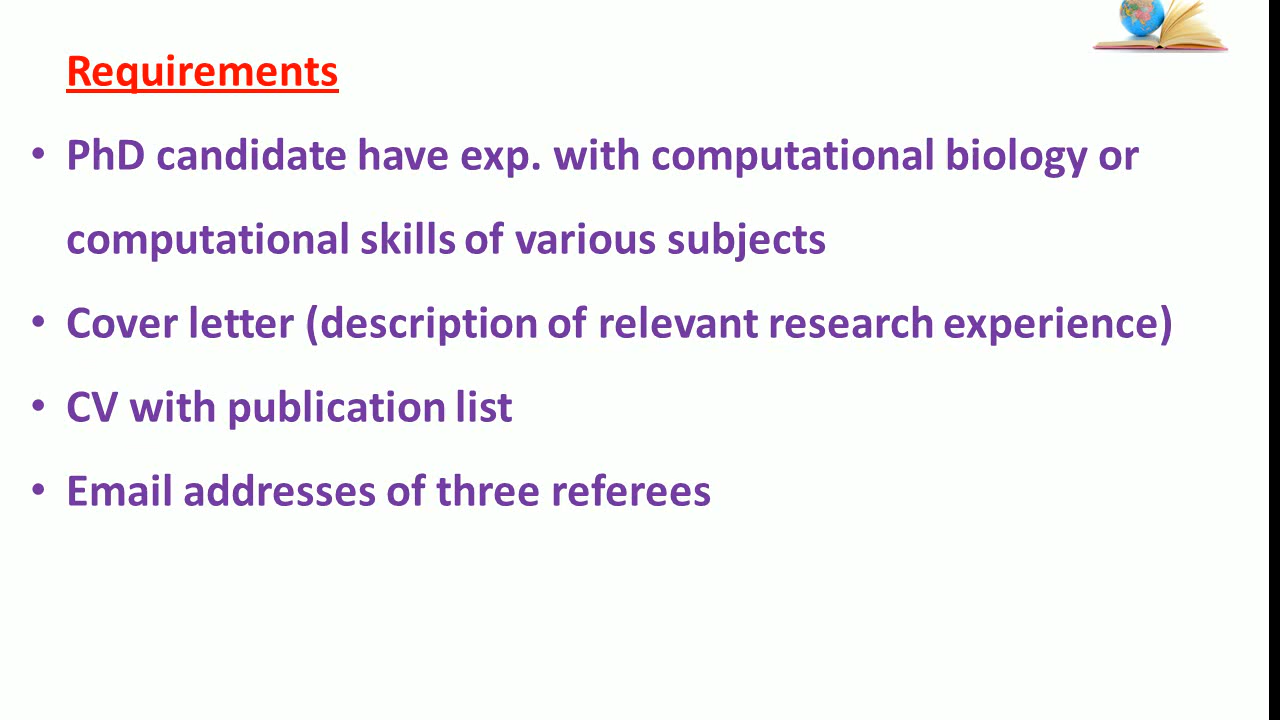 Requirements
• PhD candidate have exp. with computational biology or
computational skills of various subjects
• Cover letter (description of relevant research experience)
• CV with publication list
• Email addresses of three referees